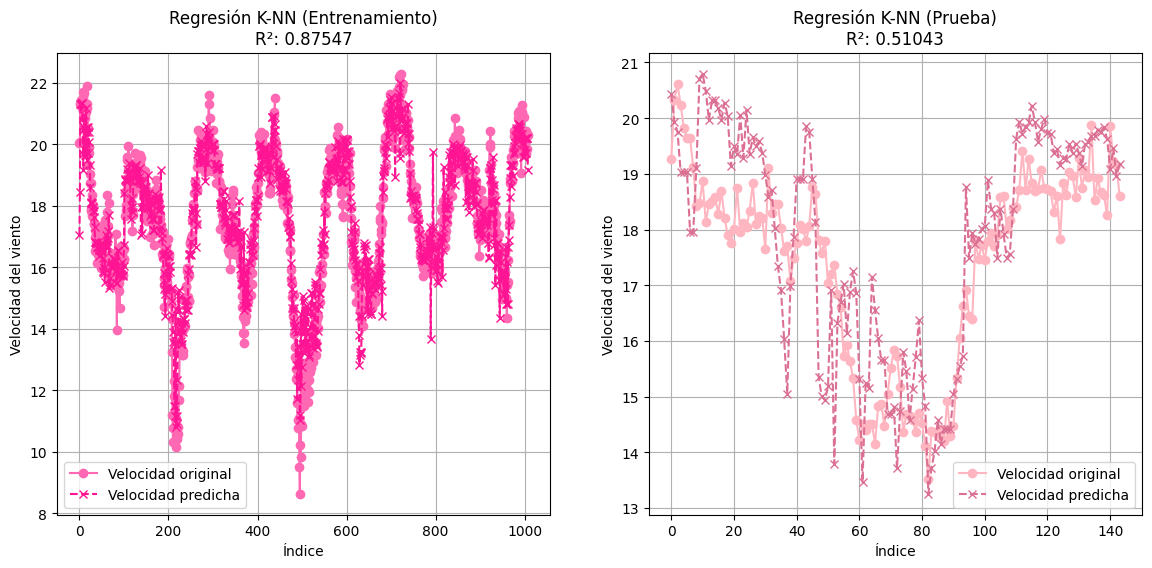 Regresión K-NN (Entrenamiento)
R²: 0.87547
Velocidad del viento
22
20
18
16
14
12
10
8
0
200
400
600
800
1000
Índice
Velocidad original
Velocidad predicha
Regresión K-NN (Prueba)
R²: 0.51043
Velocidad del viento
21
20
19
18
17
16
15
14
13
0
20
40
60
80
100
120
140
Índice
Velocidad original
Velocidad predicha